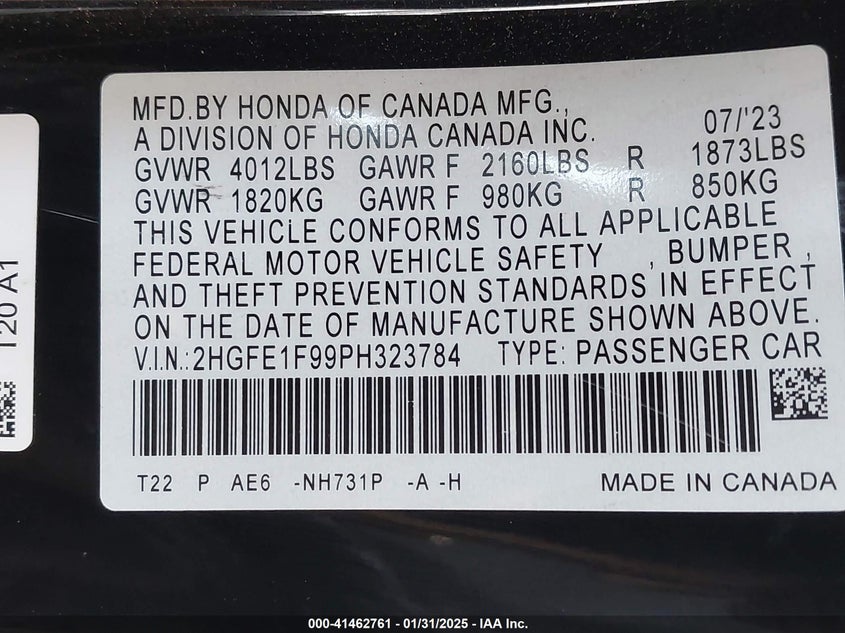 MFD.BY HONDA OF CANADA MFG.,
A DIVISION OF HONDA CANADA INC. 07/'23
GVWR 4012LBS GAWR F 2160LBS R 1873LBS
GVWR 1820KG GAWR F 980KG R 850KG
THIS VEHICLE CONFORMS TO ALL APPLICABLE
FEDERAL MOTOR VEHICLE SAFETY , BUMPER ,
AND THEFT PREVENTION STANDARDS IN EFFECT
ON THE DATE OF MANUFACTURE SHOWN ABOVE.
V.I.N.:2HGFE1F99PH323784 TYPE: PASSENGER CAR
T22 P AE6 -NH731P -A -H MADE IN CANADA
T20 A1
000-41462761 - 01/31/2025 - IAA Inc.